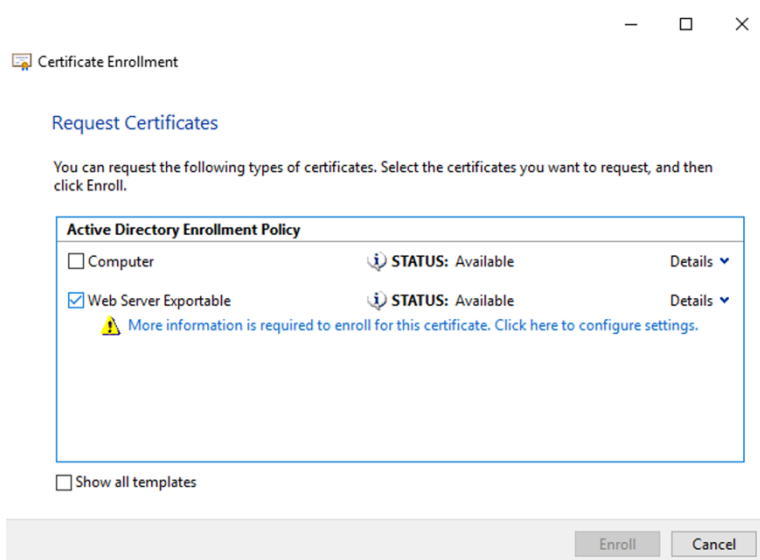 Certificate Enrollment
Request Certificates
You can request the following types of certificates. Select the certificates you want to request, and then
click Enroll.
Active Directory Enrollment Policy
Computer STATUS: Available Details
Web Server Exportable STATUS: Available Details
More information is required to enroll for this certificate. Click here to configure settings.
Show all templates
Enroll Cancel